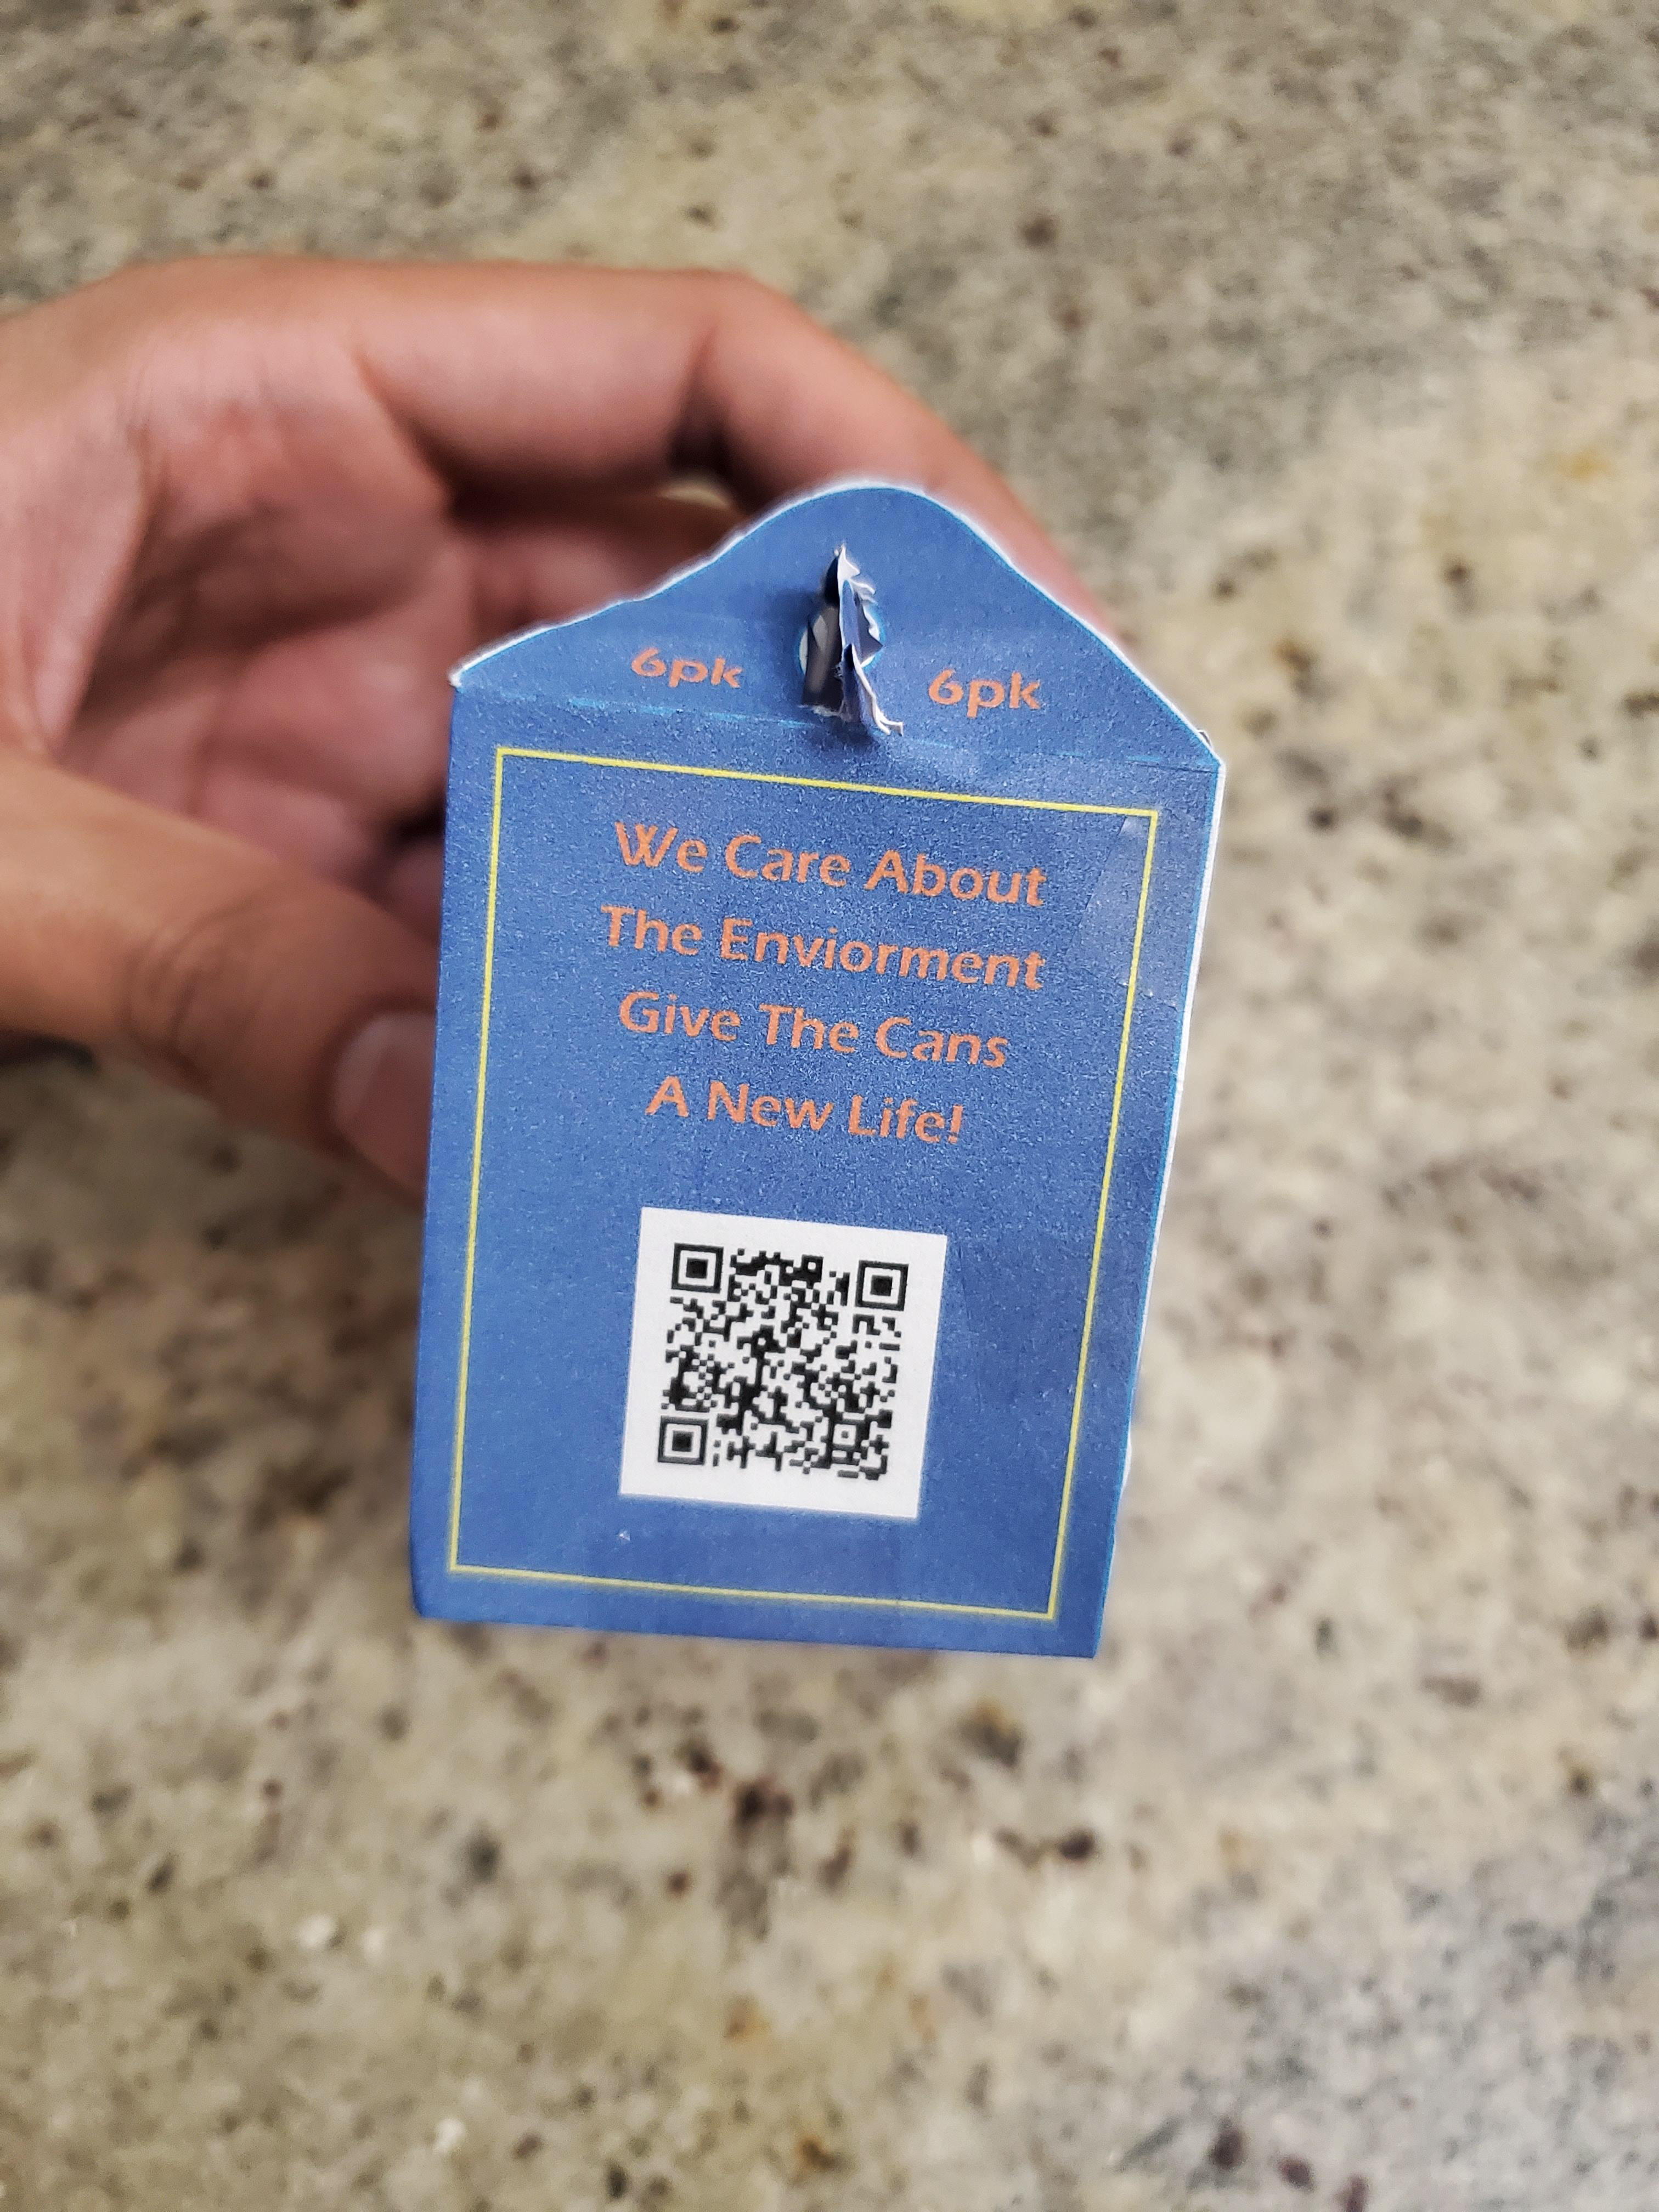 6pk 6pk
We Care About
The Enviorment
Give The Cans
A New Life!